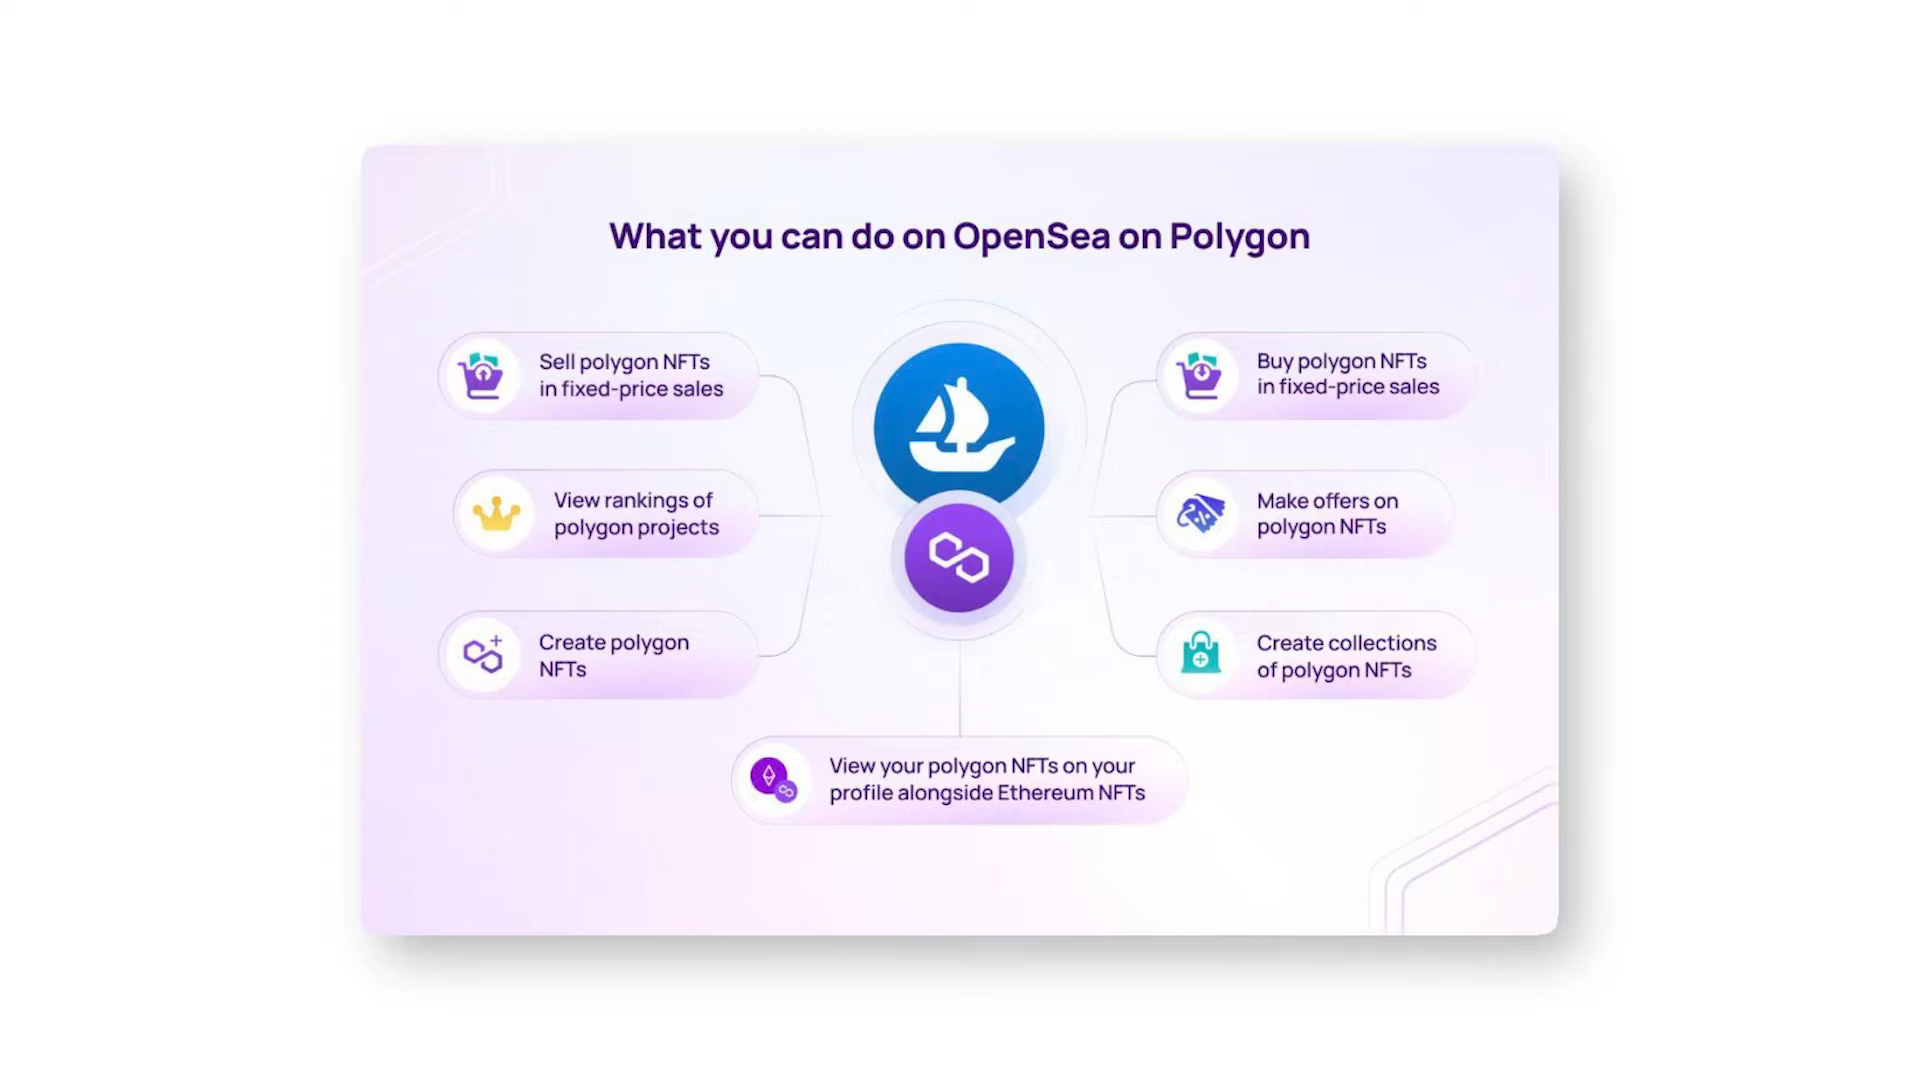 What you can do on OpenSea on Polygon
Sell polygon NFTs
in fixed-price sales
View rankings of
polygon projects
Create polygon
NFTs
Buy polygon NFTs
in fixed-price sales
Make offers on
polygon NFTs
Create collections
of polygon NFTs
View your polygon NFTs on your
profile alongside Ethereum NFTs